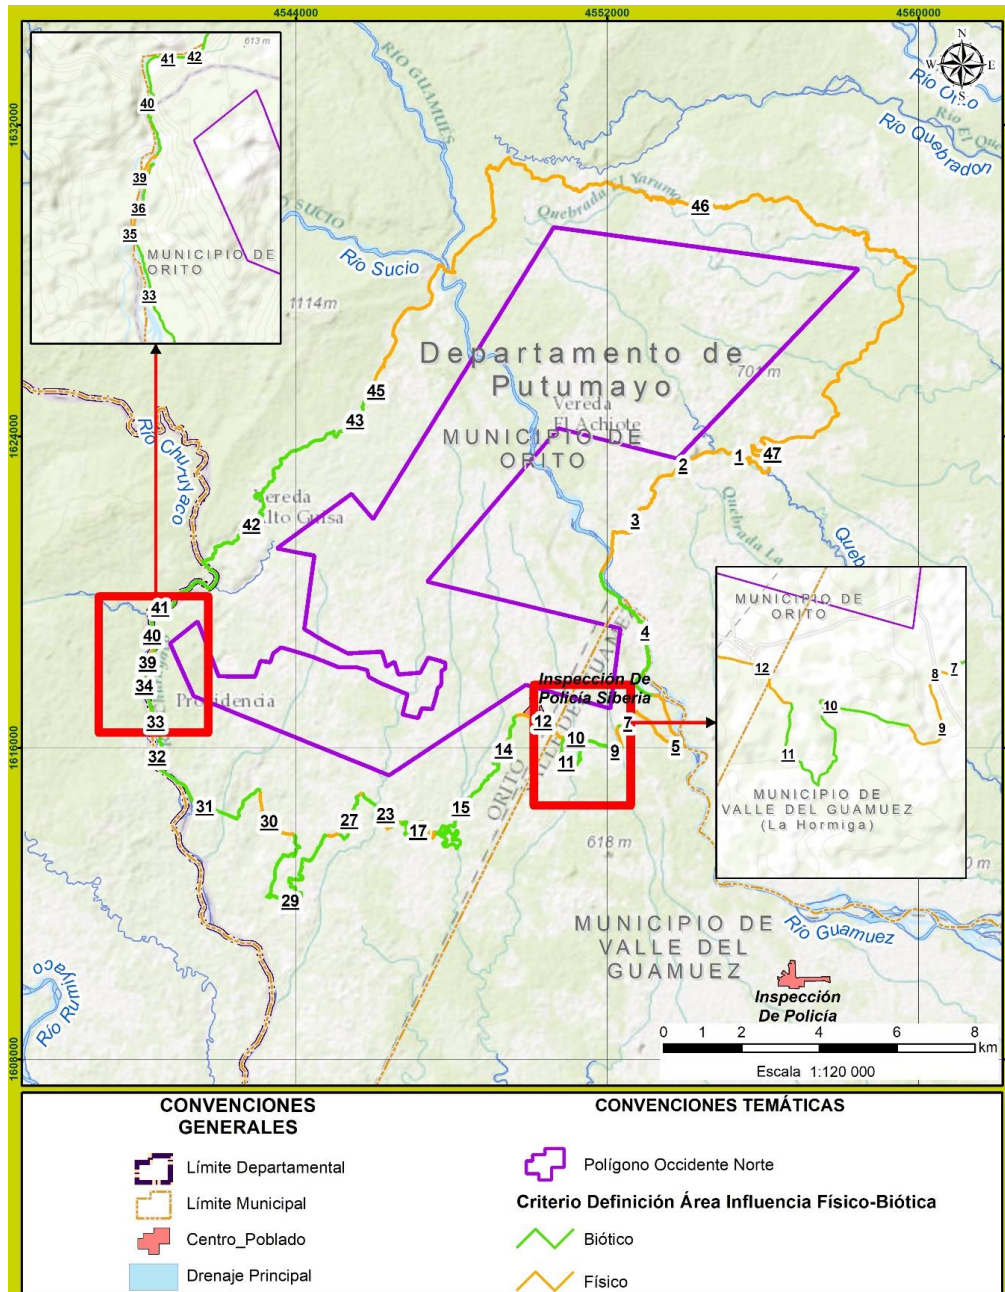 4544000
4552000
4560000
1632000
1624000
1616000
1608000
N
W
E
S
613 m
41
42
40
39
36
35
MUNICIPIO DE
ORITO
33
RIO GUAMUES
Río Quebradon
46
Río Sucio
1114m
Departamento de
Putumayo
701 m
Vereda
El Achiote
MUNICIPIO DE
ORITO
45
43
2
1
47
3
Río Churuyaco
Vereda
Alto Guisa
42
Quebrada La
41
40
39
34
33
32
Providencia
4
Inspección De
Policía Siberia
12
10
7
14
11
9
5
31
15
30
27
23
17
29
618 m
ORITO
VALLE DEL GUAMUEZ
MUNICIPIO DE
ORITO
12
8
7
10
9
11
MUNICIPIO DE
VALLE DEL GUAMUEZ
(La Hormiga)
MUNICIPIO DE
VALLE DEL
GUAMUEZ
Río Guamuez
Río Rumiyaco
Inspección
De Policía
0 1 2 4 6 8
km
Escala 1:120 000
CONVENCIONES
GENERALES
Límite Departamental
Límite Municipal
Centro_Poblado
Drenaje Principal
CONVENCIONES TEMÁTICAS
Polígono Occidente Norte
Criterio Definición Área Influencia Físico-Biótica
Biótico
Físico